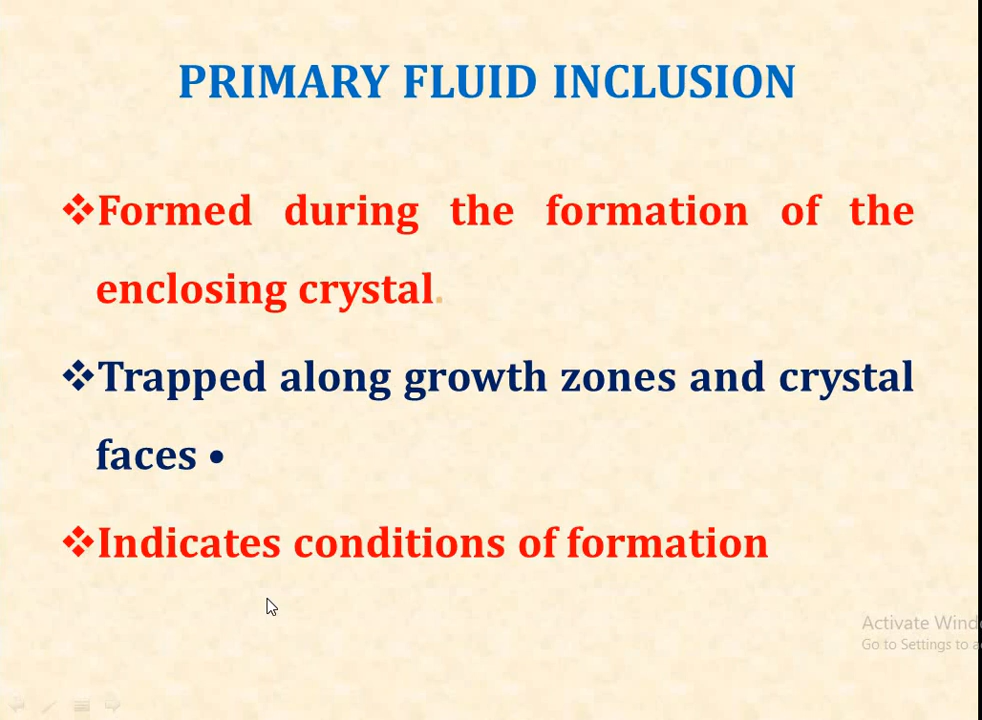 PRIMARY FLUID INCLUSION
❖Formed during the formation of the
enclosing crystal.
❖Trapped along growth zones and crystal
faces •
❖Indicates conditions of formation
Activate Wind
Go to Settings to a